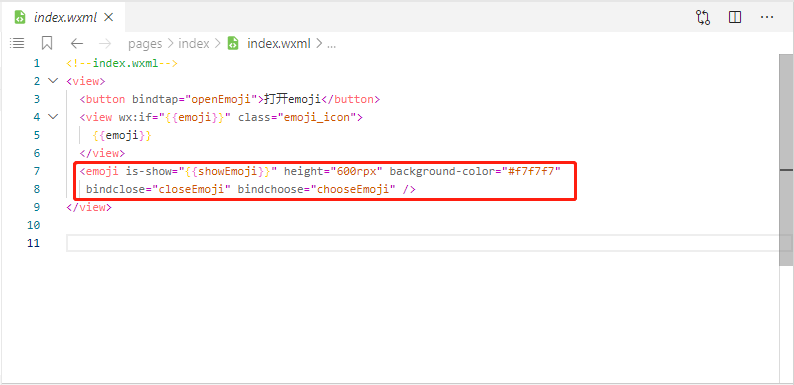 index.wxml
pages > index > index.wxml > ...
1 <!--index.wxml-->
2 <view>
3 <button bindtap="openEmoji">打开emoji</button>
4 <view wx:if="{{emoji}}" class="emoji_icon">
5 {{emoji}}
6 </view>
7 <emoji is-show="{{showEmoji}}" height="600rpx" background-color="#f7f7f7"
8 bindclose="closeEmoji" bindchoose="chooseEmoji" />
9 </view>
10
11